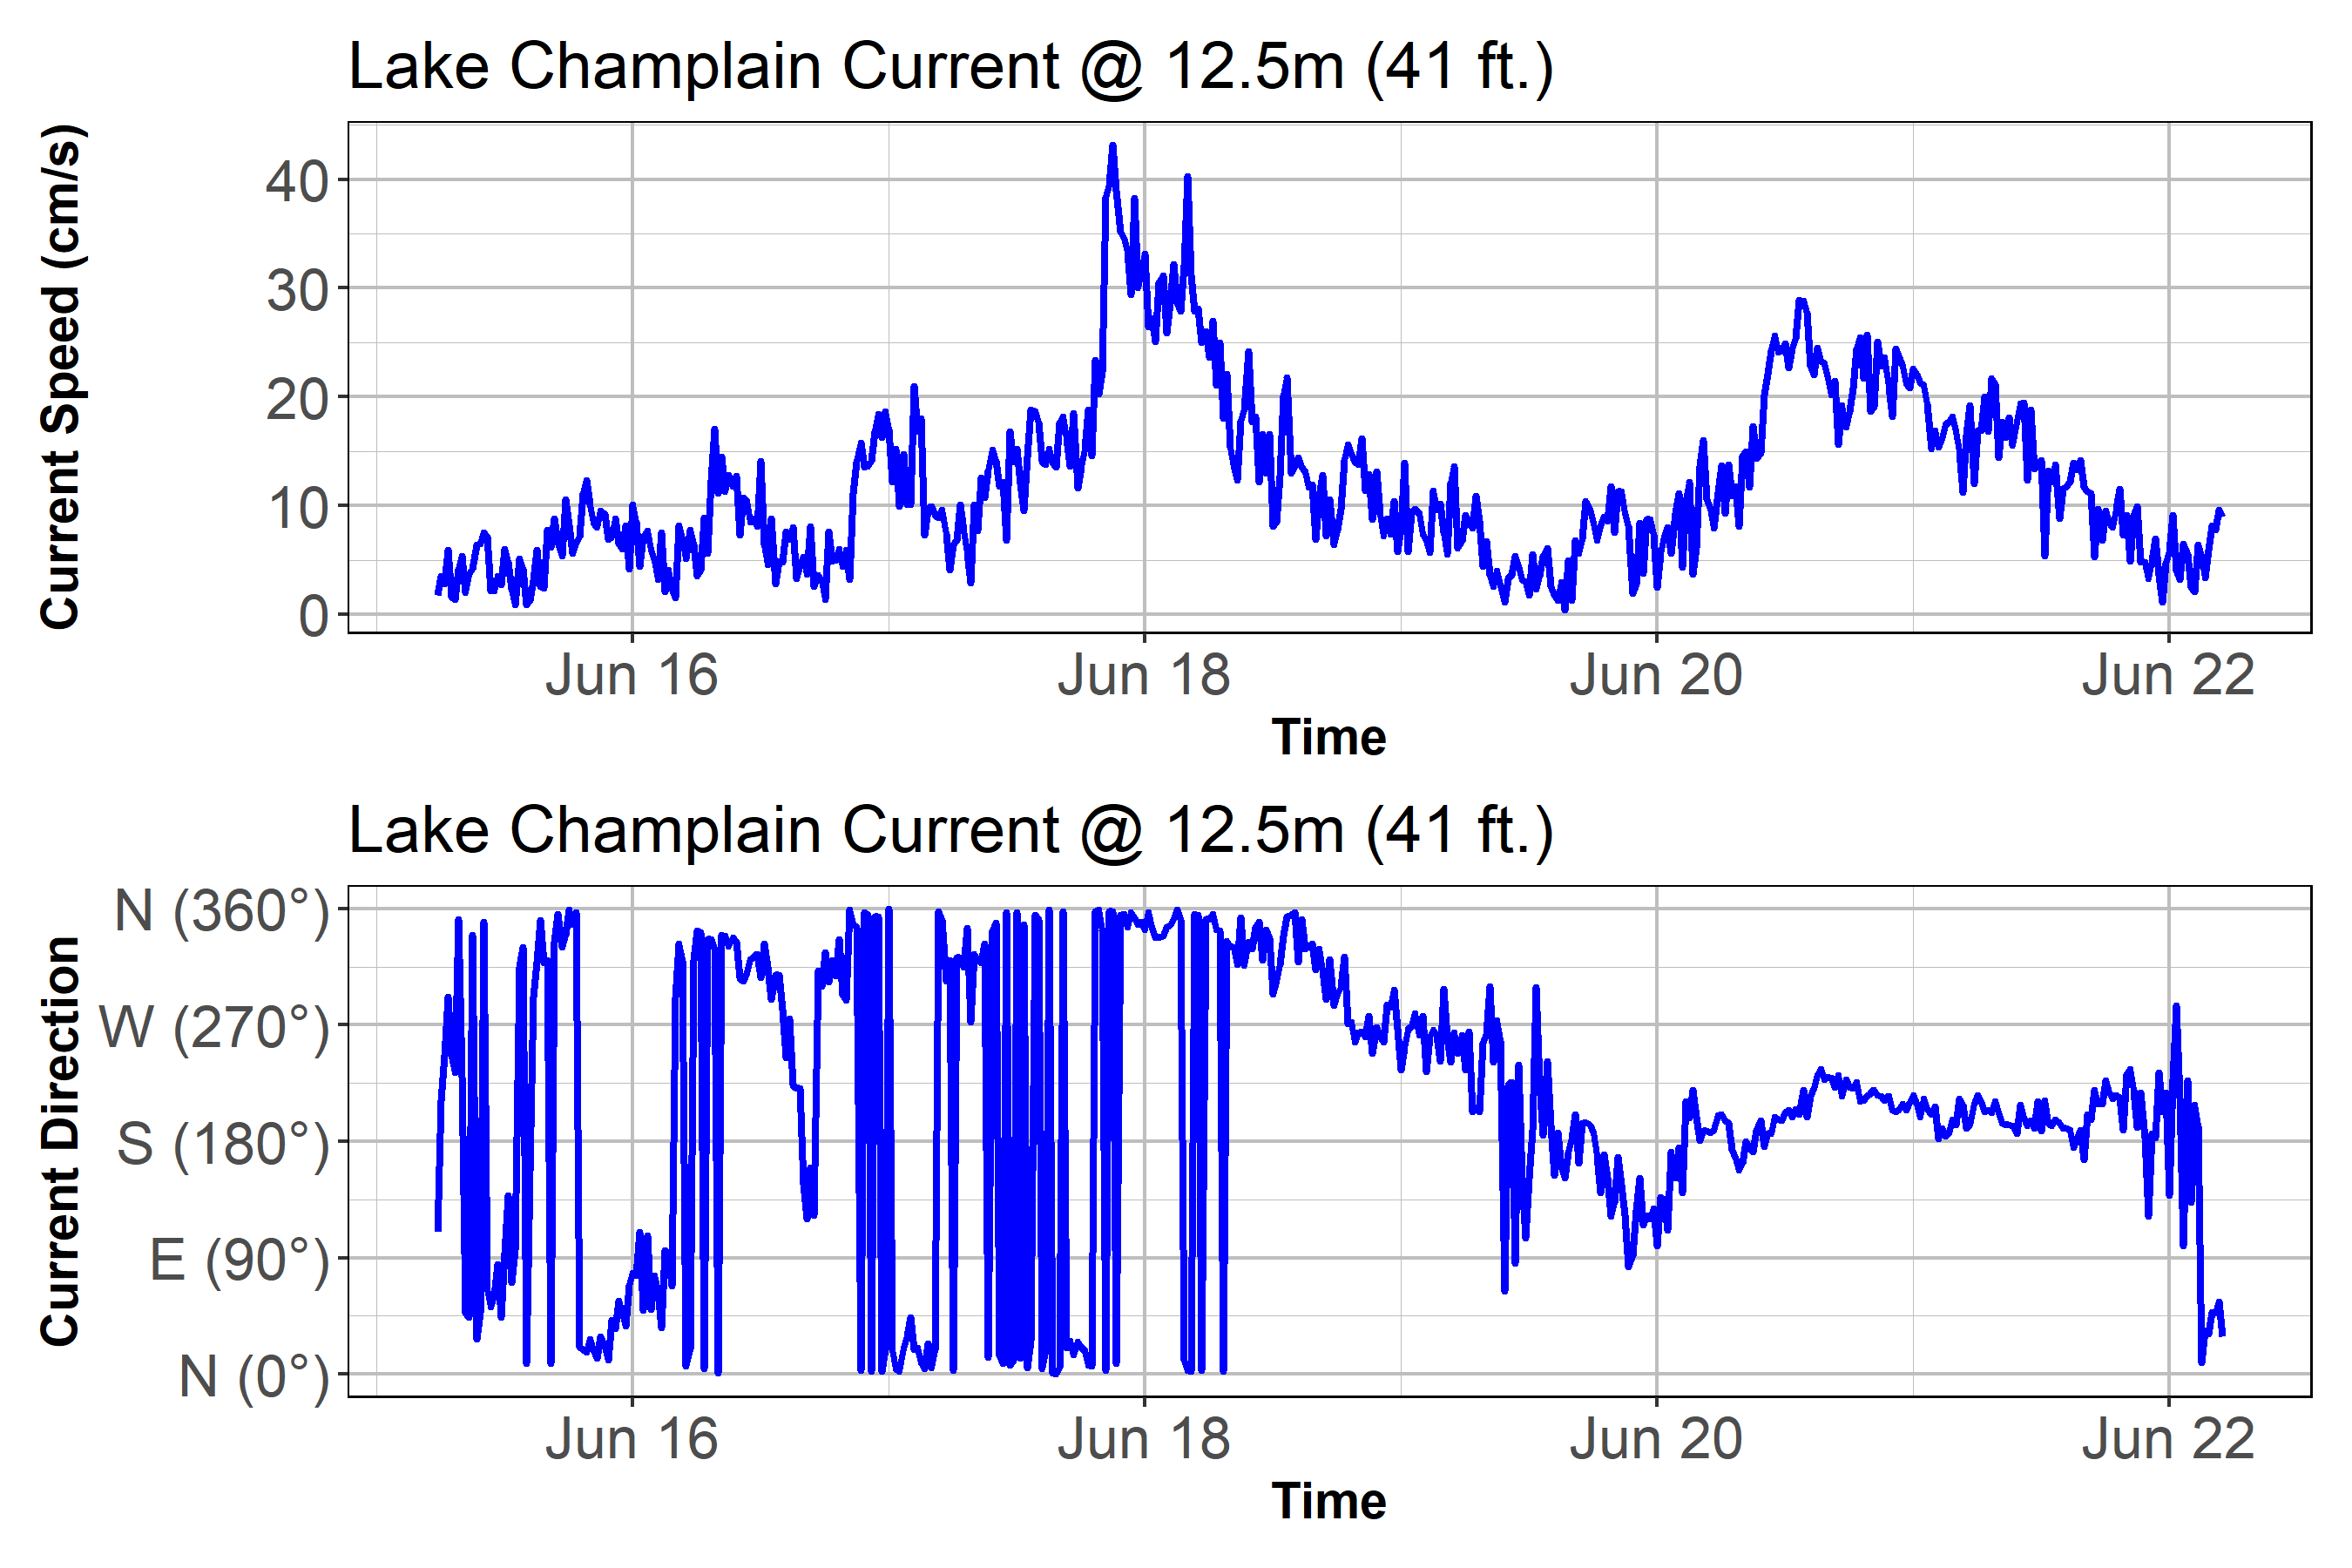 Lake Champlain Current @ 12.5m (41 ft.)
Current Speed (cm/s)
40
30
20
10
0
Jun 16 Jun 18 Jun 20 Jun 22
Time
Lake Champlain Current @ 12.5m (41 ft.)
Current Direction
N (360°)
W (270°)
S (180°)
E (90°)
N (0°)
Jun 16 Jun 18 Jun 20 Jun 22
Time